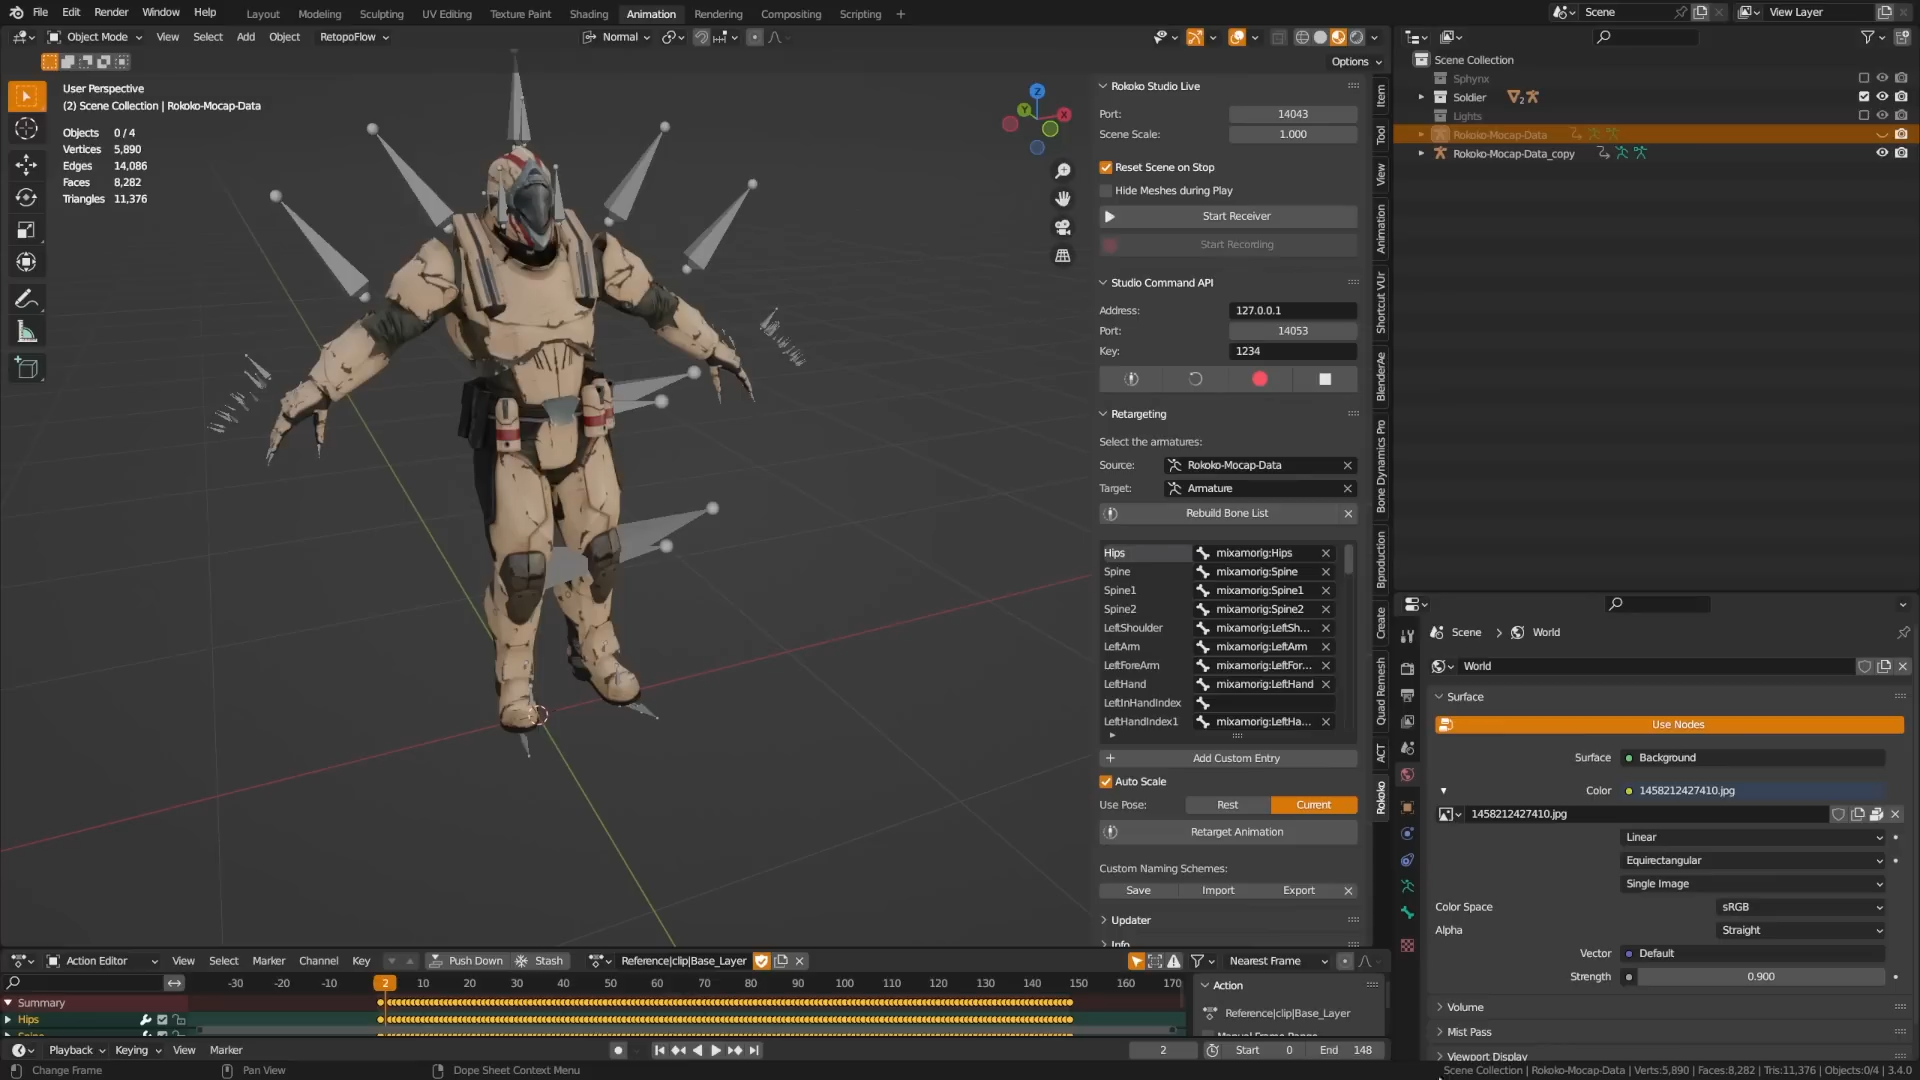 File Edit Render Window Help Layout Modeling Sculpting UV Editing Texture Paint Shading Animation Rendering Compositing Scripting + Scene View Layer
Object Mode View Select Add Object RetopoFlow Normal
Options
User Perspective
(2) Scene Collection | Rokoko-Mocap-Data
Objects 0 / 4
Vertices 5,890
Edges 14,086
Faces 8,282
Triangles 11,376
Z
Y
X
Rokoko Studio Live
Port: 14043
Scene Scale: 1.000
Reset Scene on Stop
Hide Meshes during Play
Start Receiver
Start Recording
Studio Command API
Address: 127.0.0.1
Port: 14053
Key: 1234
Retargeting
Select the armatures:
Source: Rokoko-Mocap-Data
Target: Armature
Rebuild Bone List
Hips mixamorig:Hips
Spine mixamorig:Spine
Spine1 mixamorig:Spine1
Spine2 mixamorig:Spine2
LeftShoulder mixamorig:LeftSh...
LeftArm mixamorig:LeftArm
LeftForeArm mixamorig:LeftFor...
LeftHand mixamorig:LeftHand
LeftInHandIndex
LeftHandIndex1 mixamorig:LeftHa...
Add Custom Entry
Auto Scale
Use Pose: Rest Current
Retarget Animation
Custom Naming Schemes:
Save Import Export
Updater
Info
Item
Tool
View
Animation
Shortcut VUr
BlenderAe
Bone Dynamics Pro
Bproduction
Create
Quad Remesh
ACT
Rokoko
Scene Collection
Sphynx
Soldier 2
Lights
Rokoko-Mocap-Data
Rokoko-Mocap-Data_copy
Scene > World
World
Surface
Use Nodes
Surface Background
Color 1458212427410.jpg
1458212427410.jpg
Linear
Equirectangular
Single Image
Color Space sRGB
Alpha Straight
Vector Default
Strength 0.900
Volume
Mist Pass
Viewport Display
Action Editor View Select Marker Channel Key Push Down Stash Reference|clip|Base_Layer Nearest Frame
-30 -20 -10 2 10 20 30 40 50 60 70 80 90 100 110 120 130 140 150 160 170
Action
Summary
Hips
Reference|clip|Base_Layer
Spine
Manual Frame Range
Playback Keying View Marker 2 Start 0 End 148
Change Frame Pan View Dope Sheet Context Menu Scene Collection | Rokoko-Mocap-Data | Verts:5,890 | Faces:8,282 | Tris:11,376 | Objects:0/4 | 3.4.0